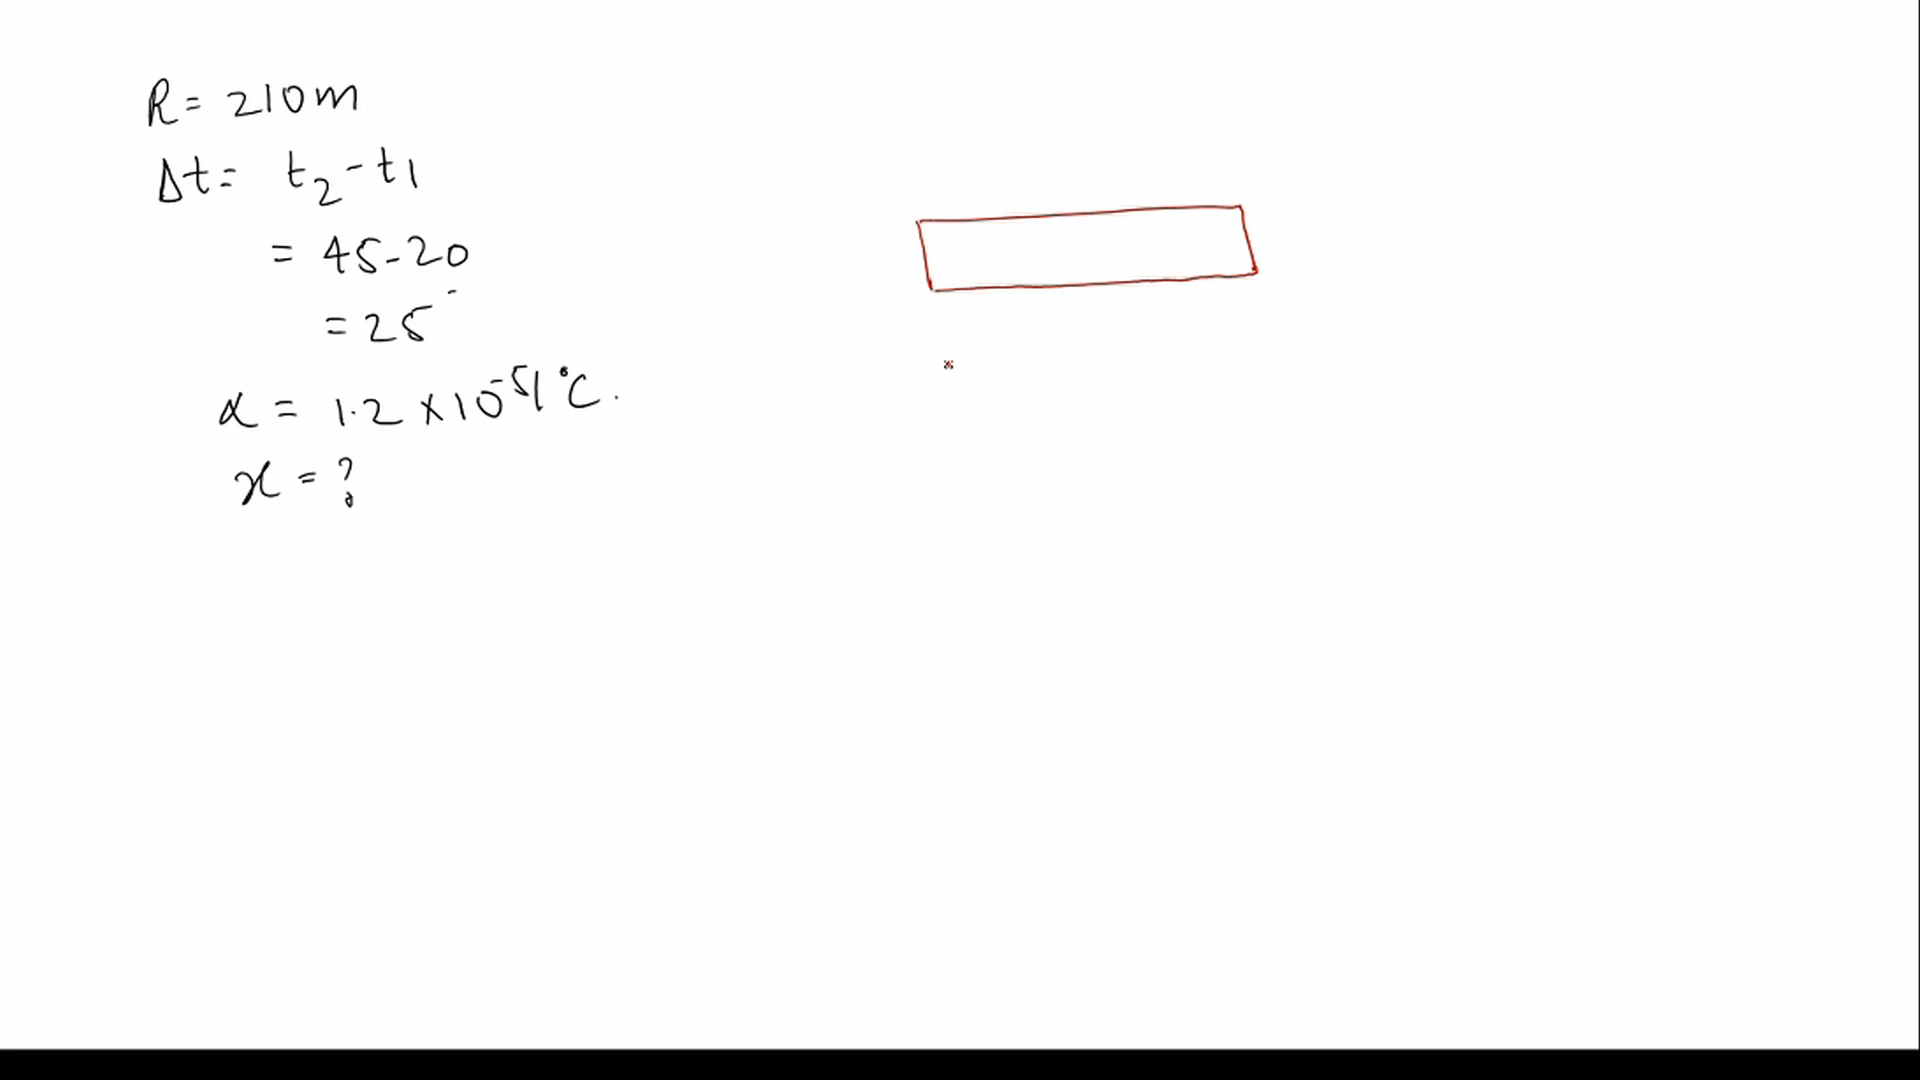 R = 210m
Δt = t₂ - t₁
= 45 - 20
= 25
α = 1.2 × 10⁻⁵/°C.
x = ?